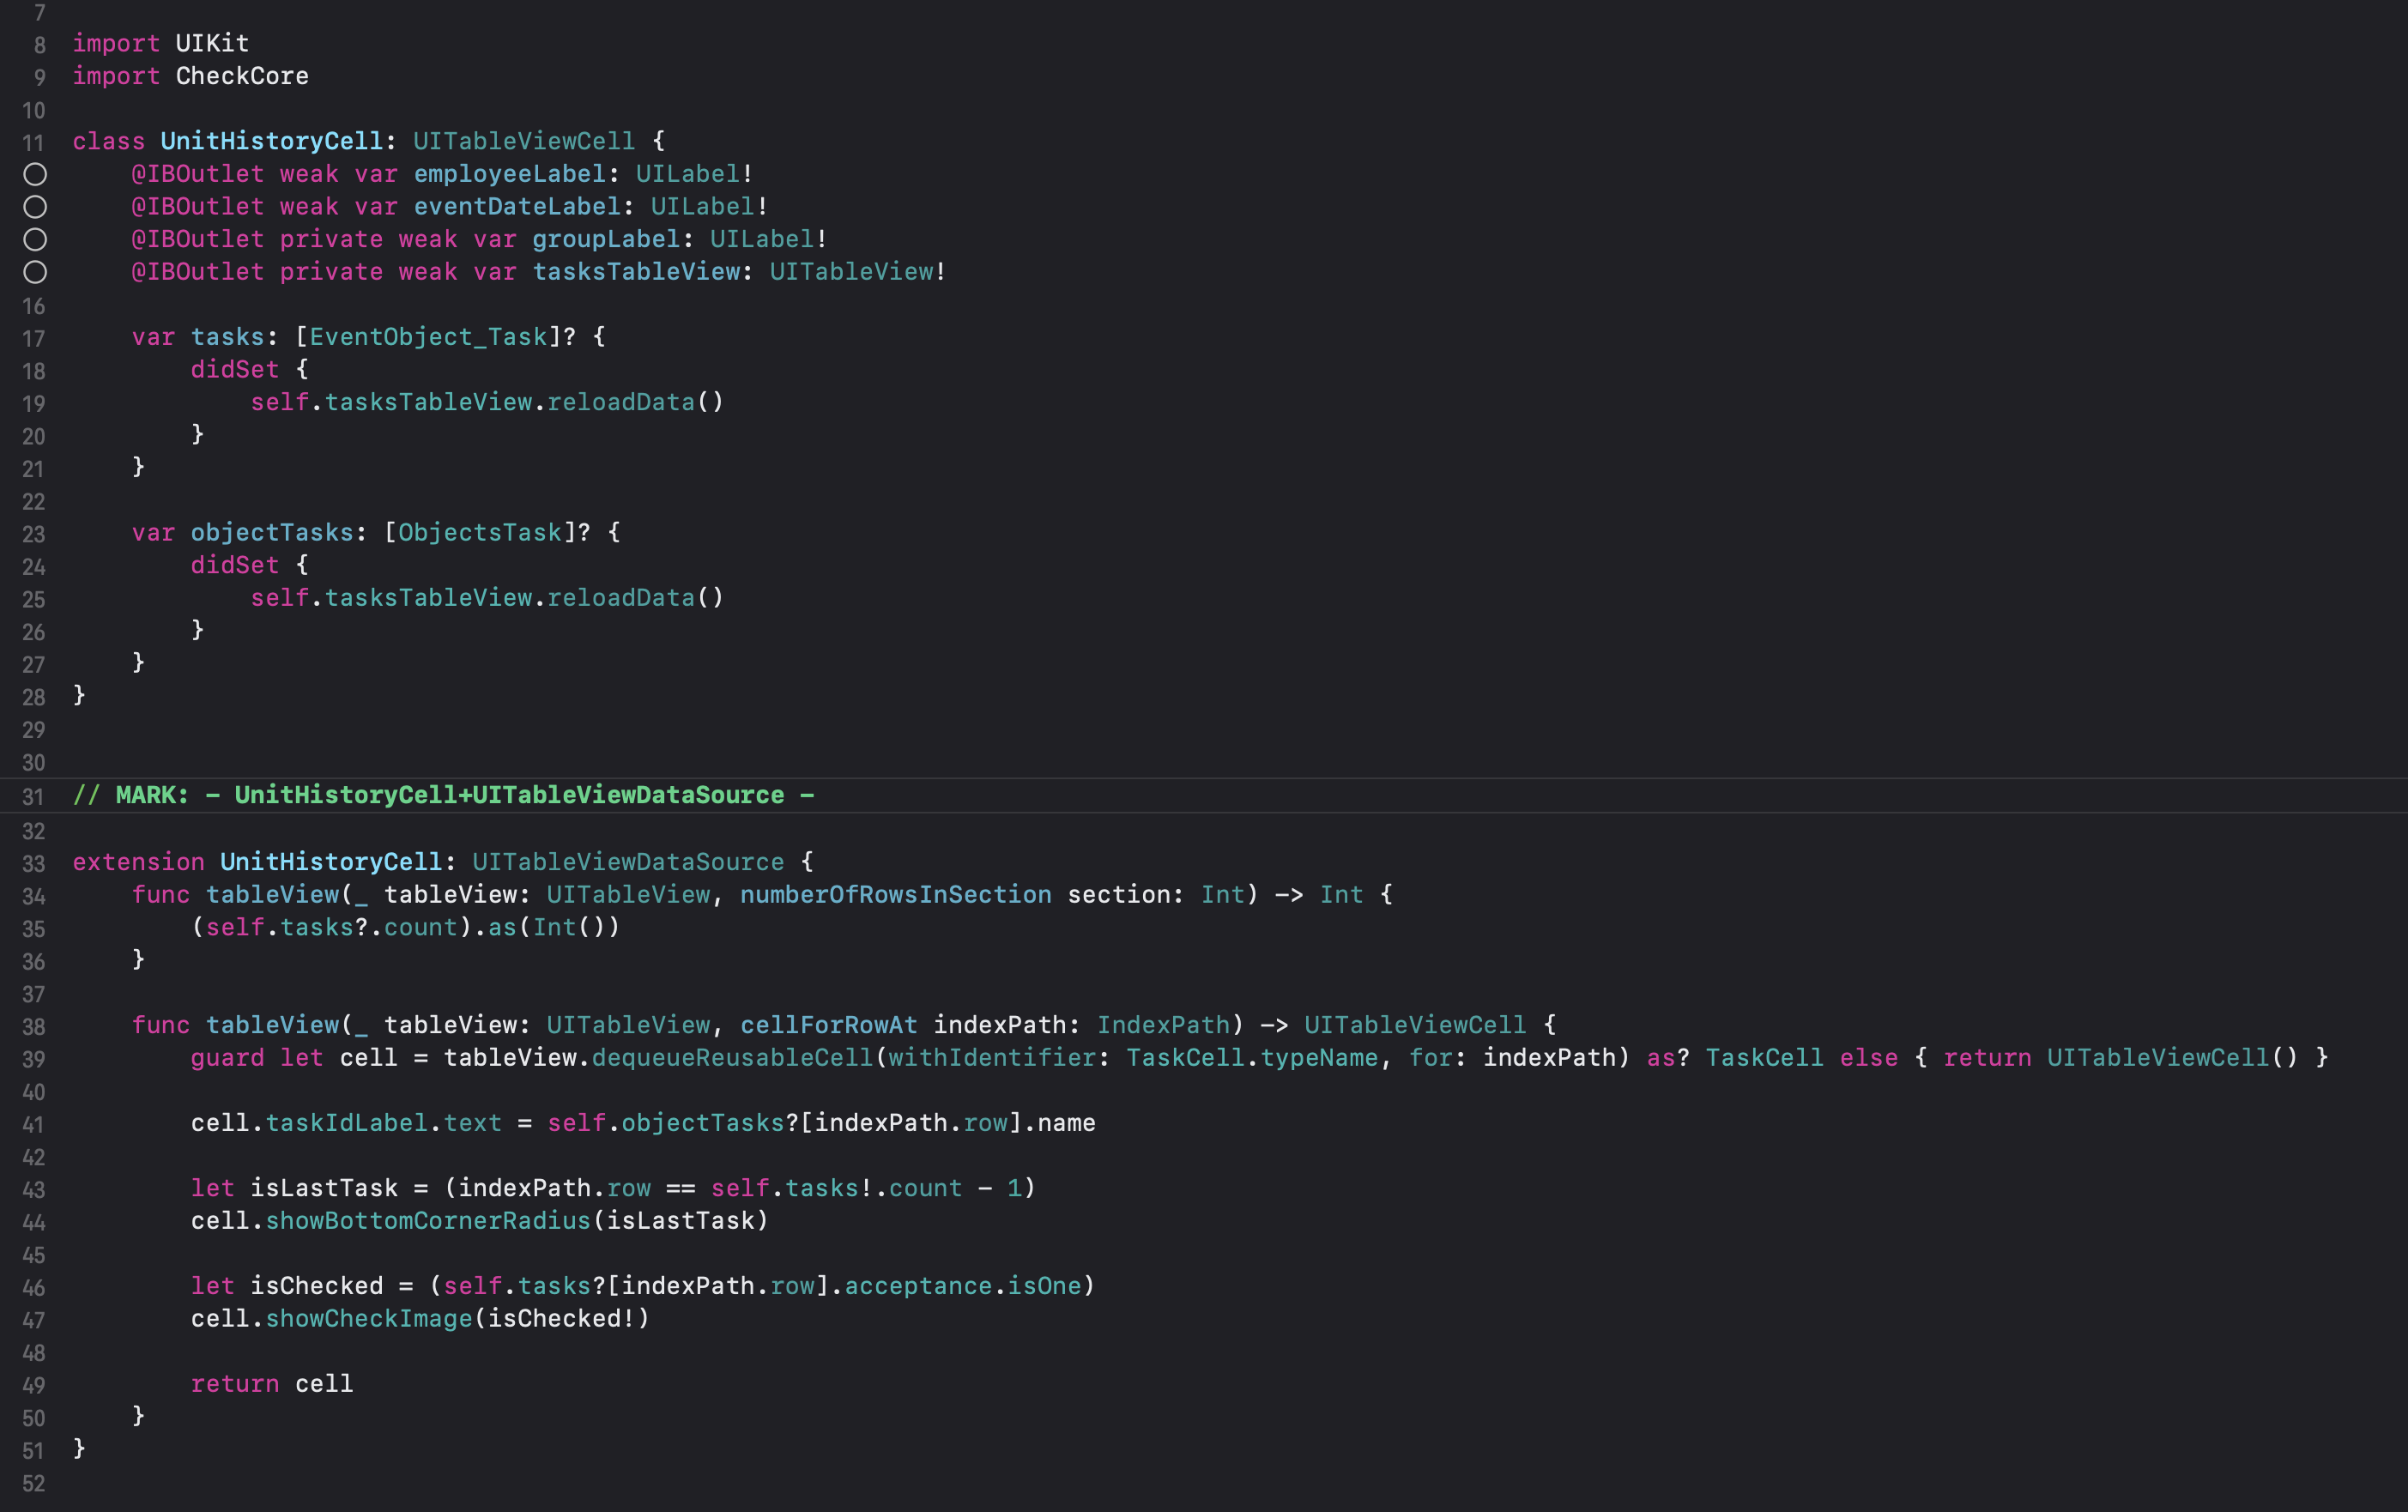 7
8 import UIKit
9 import CheckCore
10
11 class UnitHistoryCell: UITableViewCell {
    @IBOutlet weak var employeeLabel: UILabel!
    @IBOutlet weak var eventDateLabel: UILabel!
    @IBOutlet private weak var groupLabel: UILabel!
    @IBOutlet private weak var tasksTableView: UITableView!
16
17     var tasks: [EventObject_Task]? {
18         didSet {
19             self.tasksTableView.reloadData()
20         }
21     }
22
23     var objectTasks: [ObjectsTask]? {
24         didSet {
25             self.tasksTableView.reloadData()
26         }
27     }
28 }
29
30
31 // MARK: - UnitHistoryCell+UITableViewDataSource -
32
33 extension UnitHistoryCell: UITableViewDataSource {
34     func tableView(_ tableView: UITableView, numberOfRowsInSection section: Int) -> Int {
35         (self.tasks?.count).as(Int())
36     }
37
38     func tableView(_ tableView: UITableView, cellForRowAt indexPath: IndexPath) -> UITableViewCell {
39         guard let cell = tableView.dequeueReusableCell(withIdentifier: TaskCell.typeName, for: indexPath) as? TaskCell else { return UITableViewCell() }
40
41         cell.taskIdLabel.text = self.objectTasks?[indexPath.row].name
42
43         let isLastTask = (indexPath.row == self.tasks!.count - 1)
44         cell.showBottomCornerRadius(isLastTask)
45
46         let isChecked = (self.tasks?[indexPath.row].acceptance.isOne)
47         cell.showCheckImage(isChecked!)
48
49         return cell
50     }
51 }
52